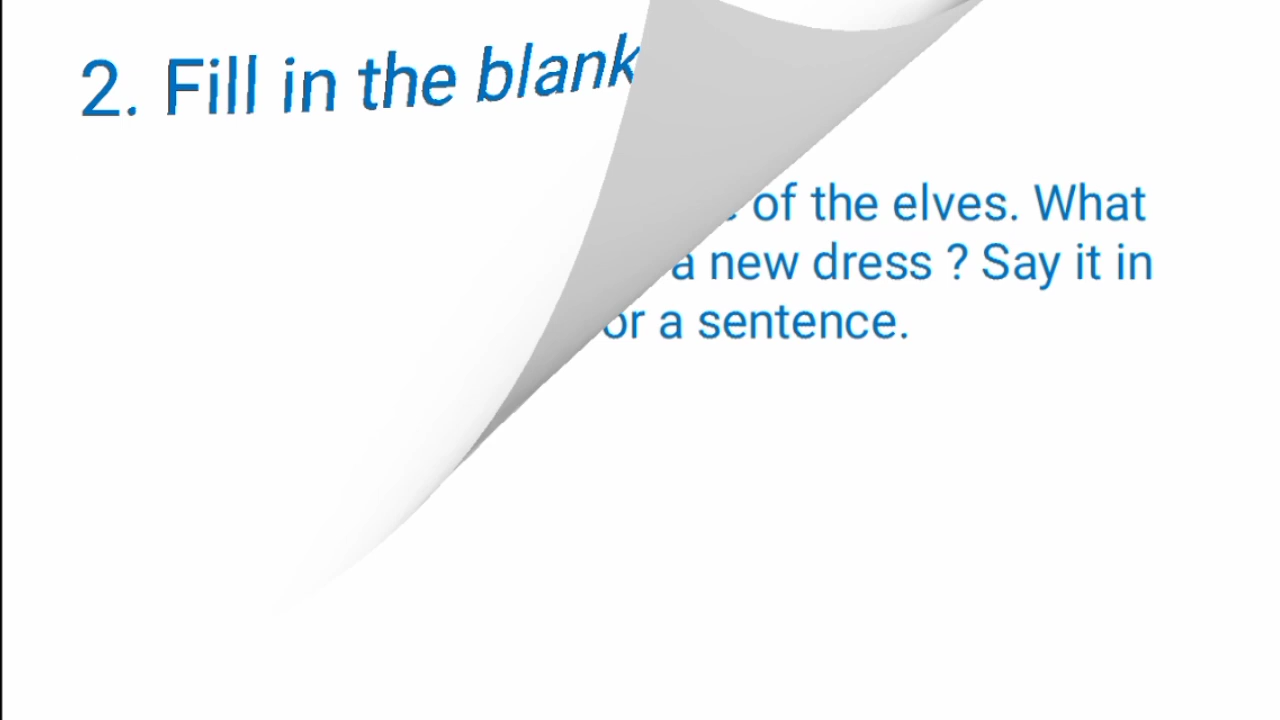 2. Fill in the blank
of the elves. What
a new dress ? Say it in
or a sentence.